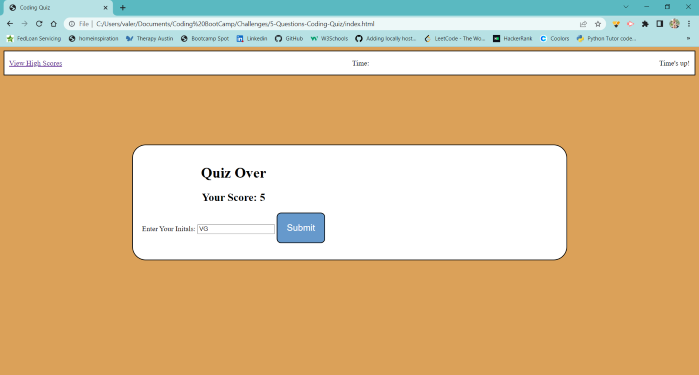 Coding Quiz
File | C:/Users/valer/Documents/Coding%20BootCamp/Challenges/5-Questions-Coding-Quiz/index.html
FedLoan Servicing homeinspiration Therapy Austin Bootcamp Spot Linkedin GitHub W3Schools Adding locally host... LeetCode - The Wo... HackerRank Coolors Python Tutor code... »
View High Scores Time: Time's up!
Quiz Over
Your Score: 5
Enter Your Initals: VG Submit